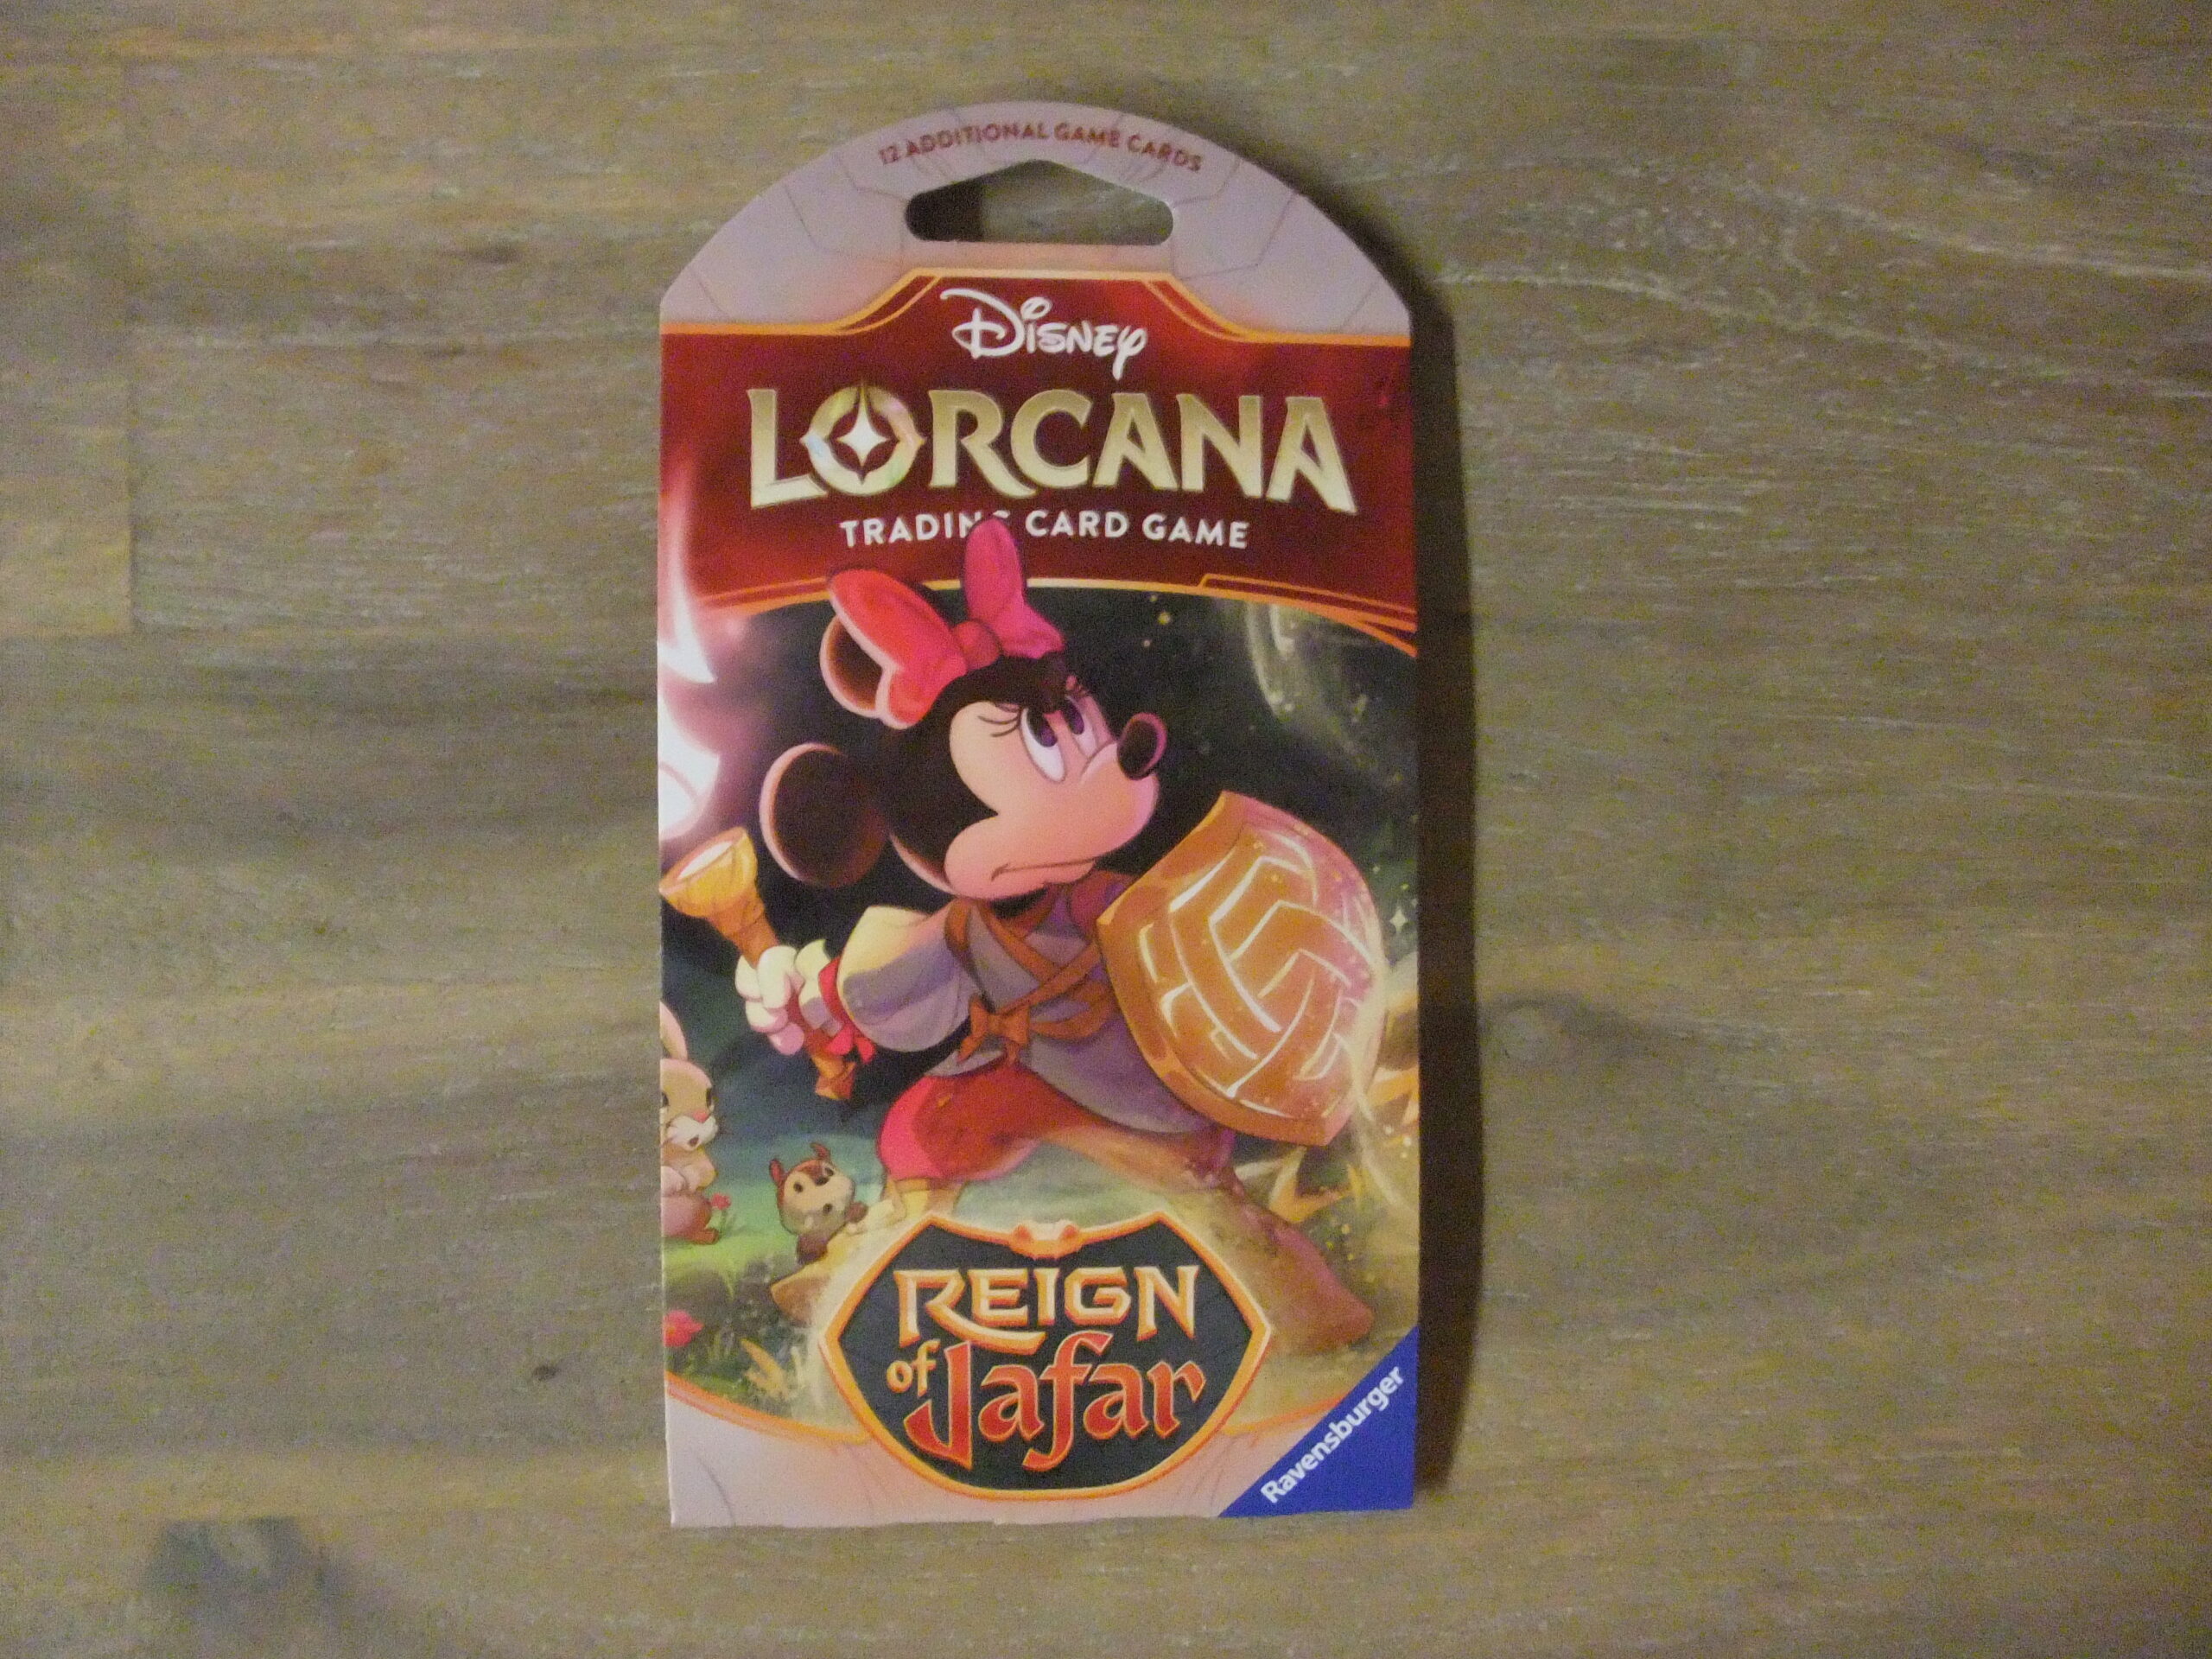 12 ADDITIONAL GAME CARDS
Disney
LORCANA
TRADING CARD GAME
REIGN
of Jafar
Ravensburger